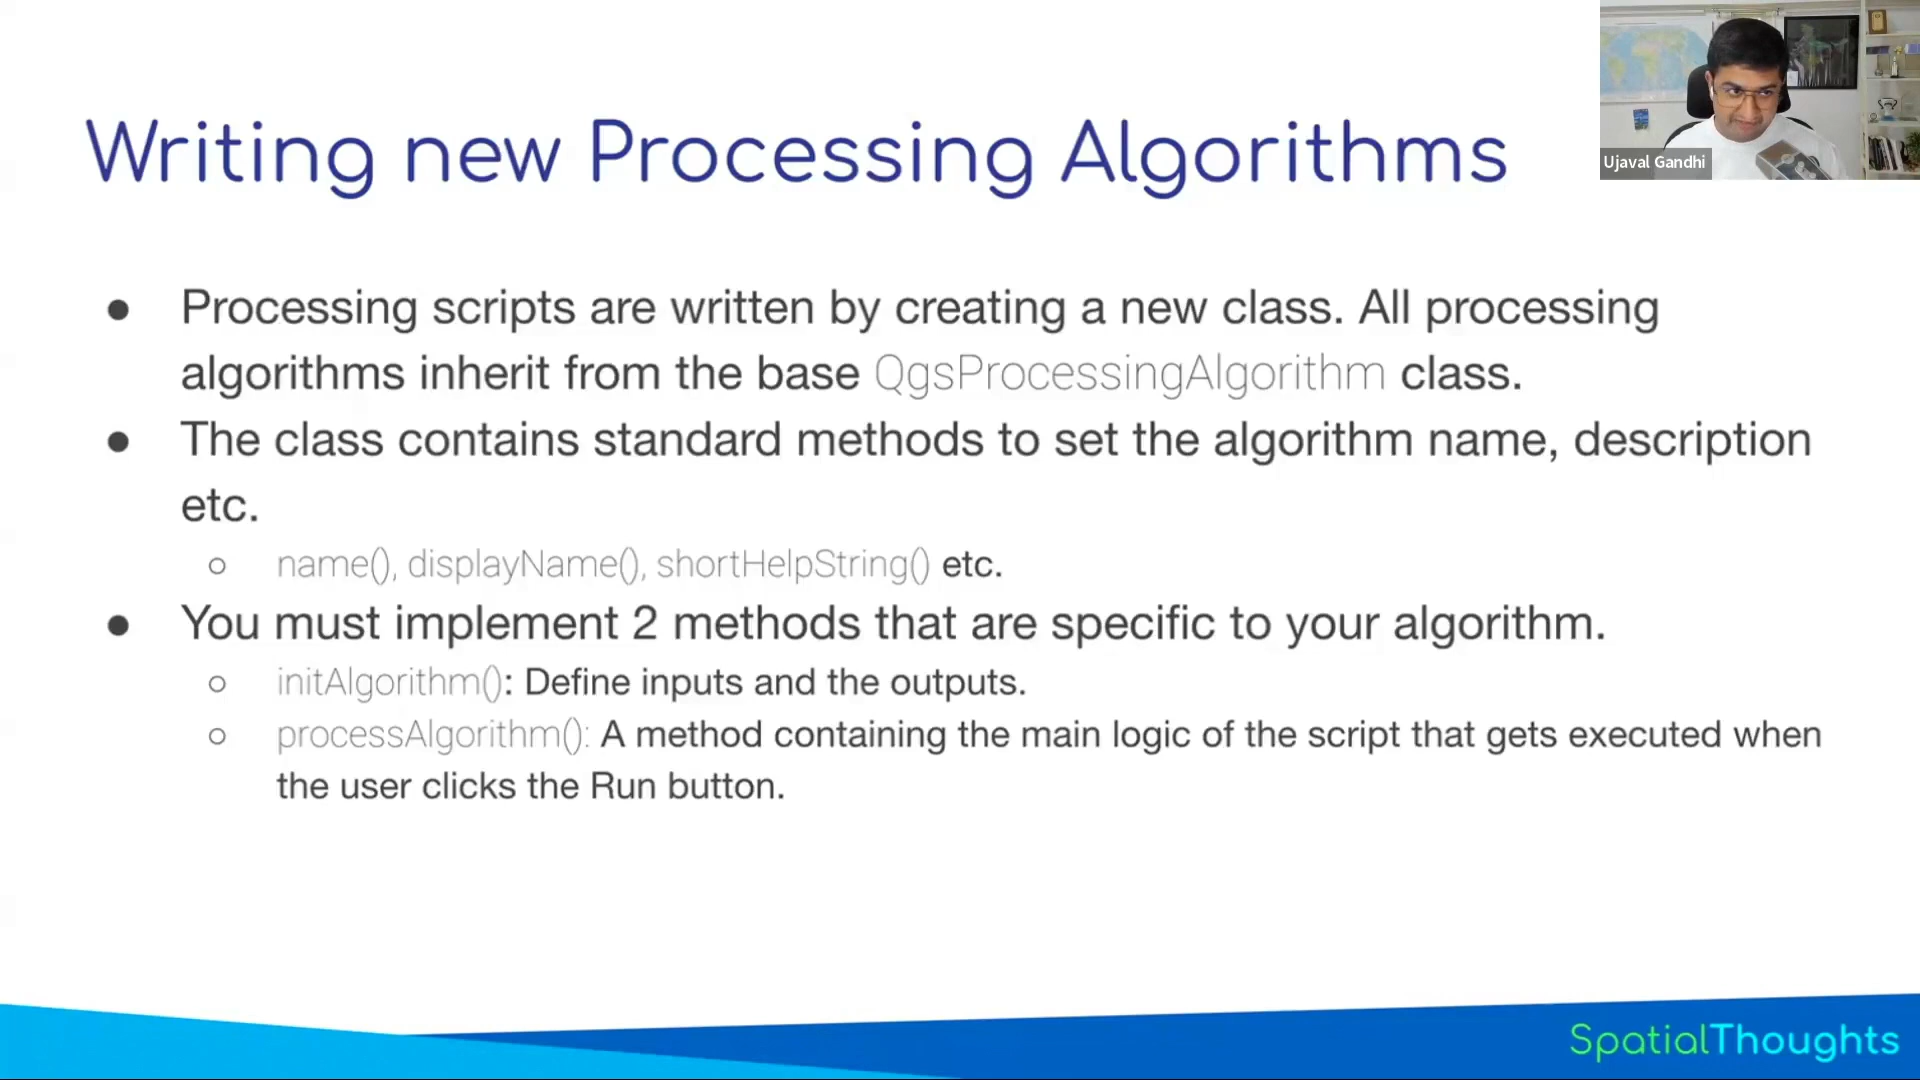 Writing new Processing Algorithms
Ujaval Gandhi
● Processing scripts are written by creating a new class. All processing
algorithms inherit from the base QgsProcessingAlgorithm class.
● The class contains standard methods to set the algorithm name, description
etc.
○ name(), displayName(), shortHelpString() etc.
● You must implement 2 methods that are specific to your algorithm.
○ initAlgorithm(): Define inputs and the outputs.
○ processAlgorithm(): A method containing the main logic of the script that gets executed when
the user clicks the Run button.
SpatialThoughts